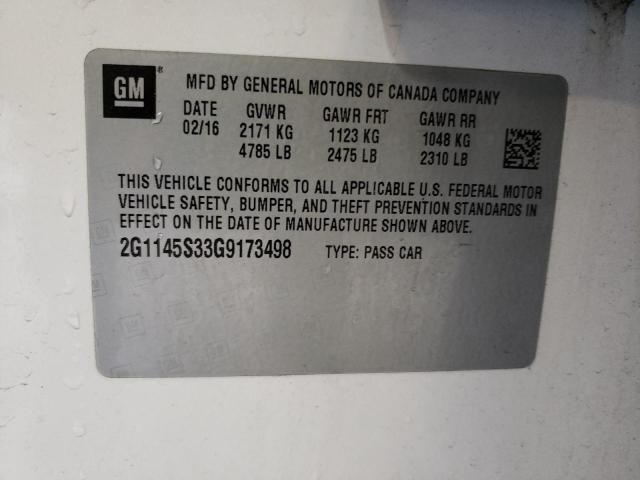 GM ®
MFD BY GENERAL MOTORS OF CANADA COMPANY
DATE GVWR GAWR FRT GAWR RR
02/16 2171 KG 1123 KG 1048 KG
4785 LB 2475 LB 2310 LB
THIS VEHICLE CONFORMS TO ALL APPLICABLE U.S. FEDERAL MOTOR
VEHICLE SAFETY, BUMPER, AND THEFT PREVENTION STANDARDS IN
EFFECT ON THE DATE OF MANUFACTURE SHOWN ABOVE.
2G1145S33G9173498 TYPE: PASS CAR